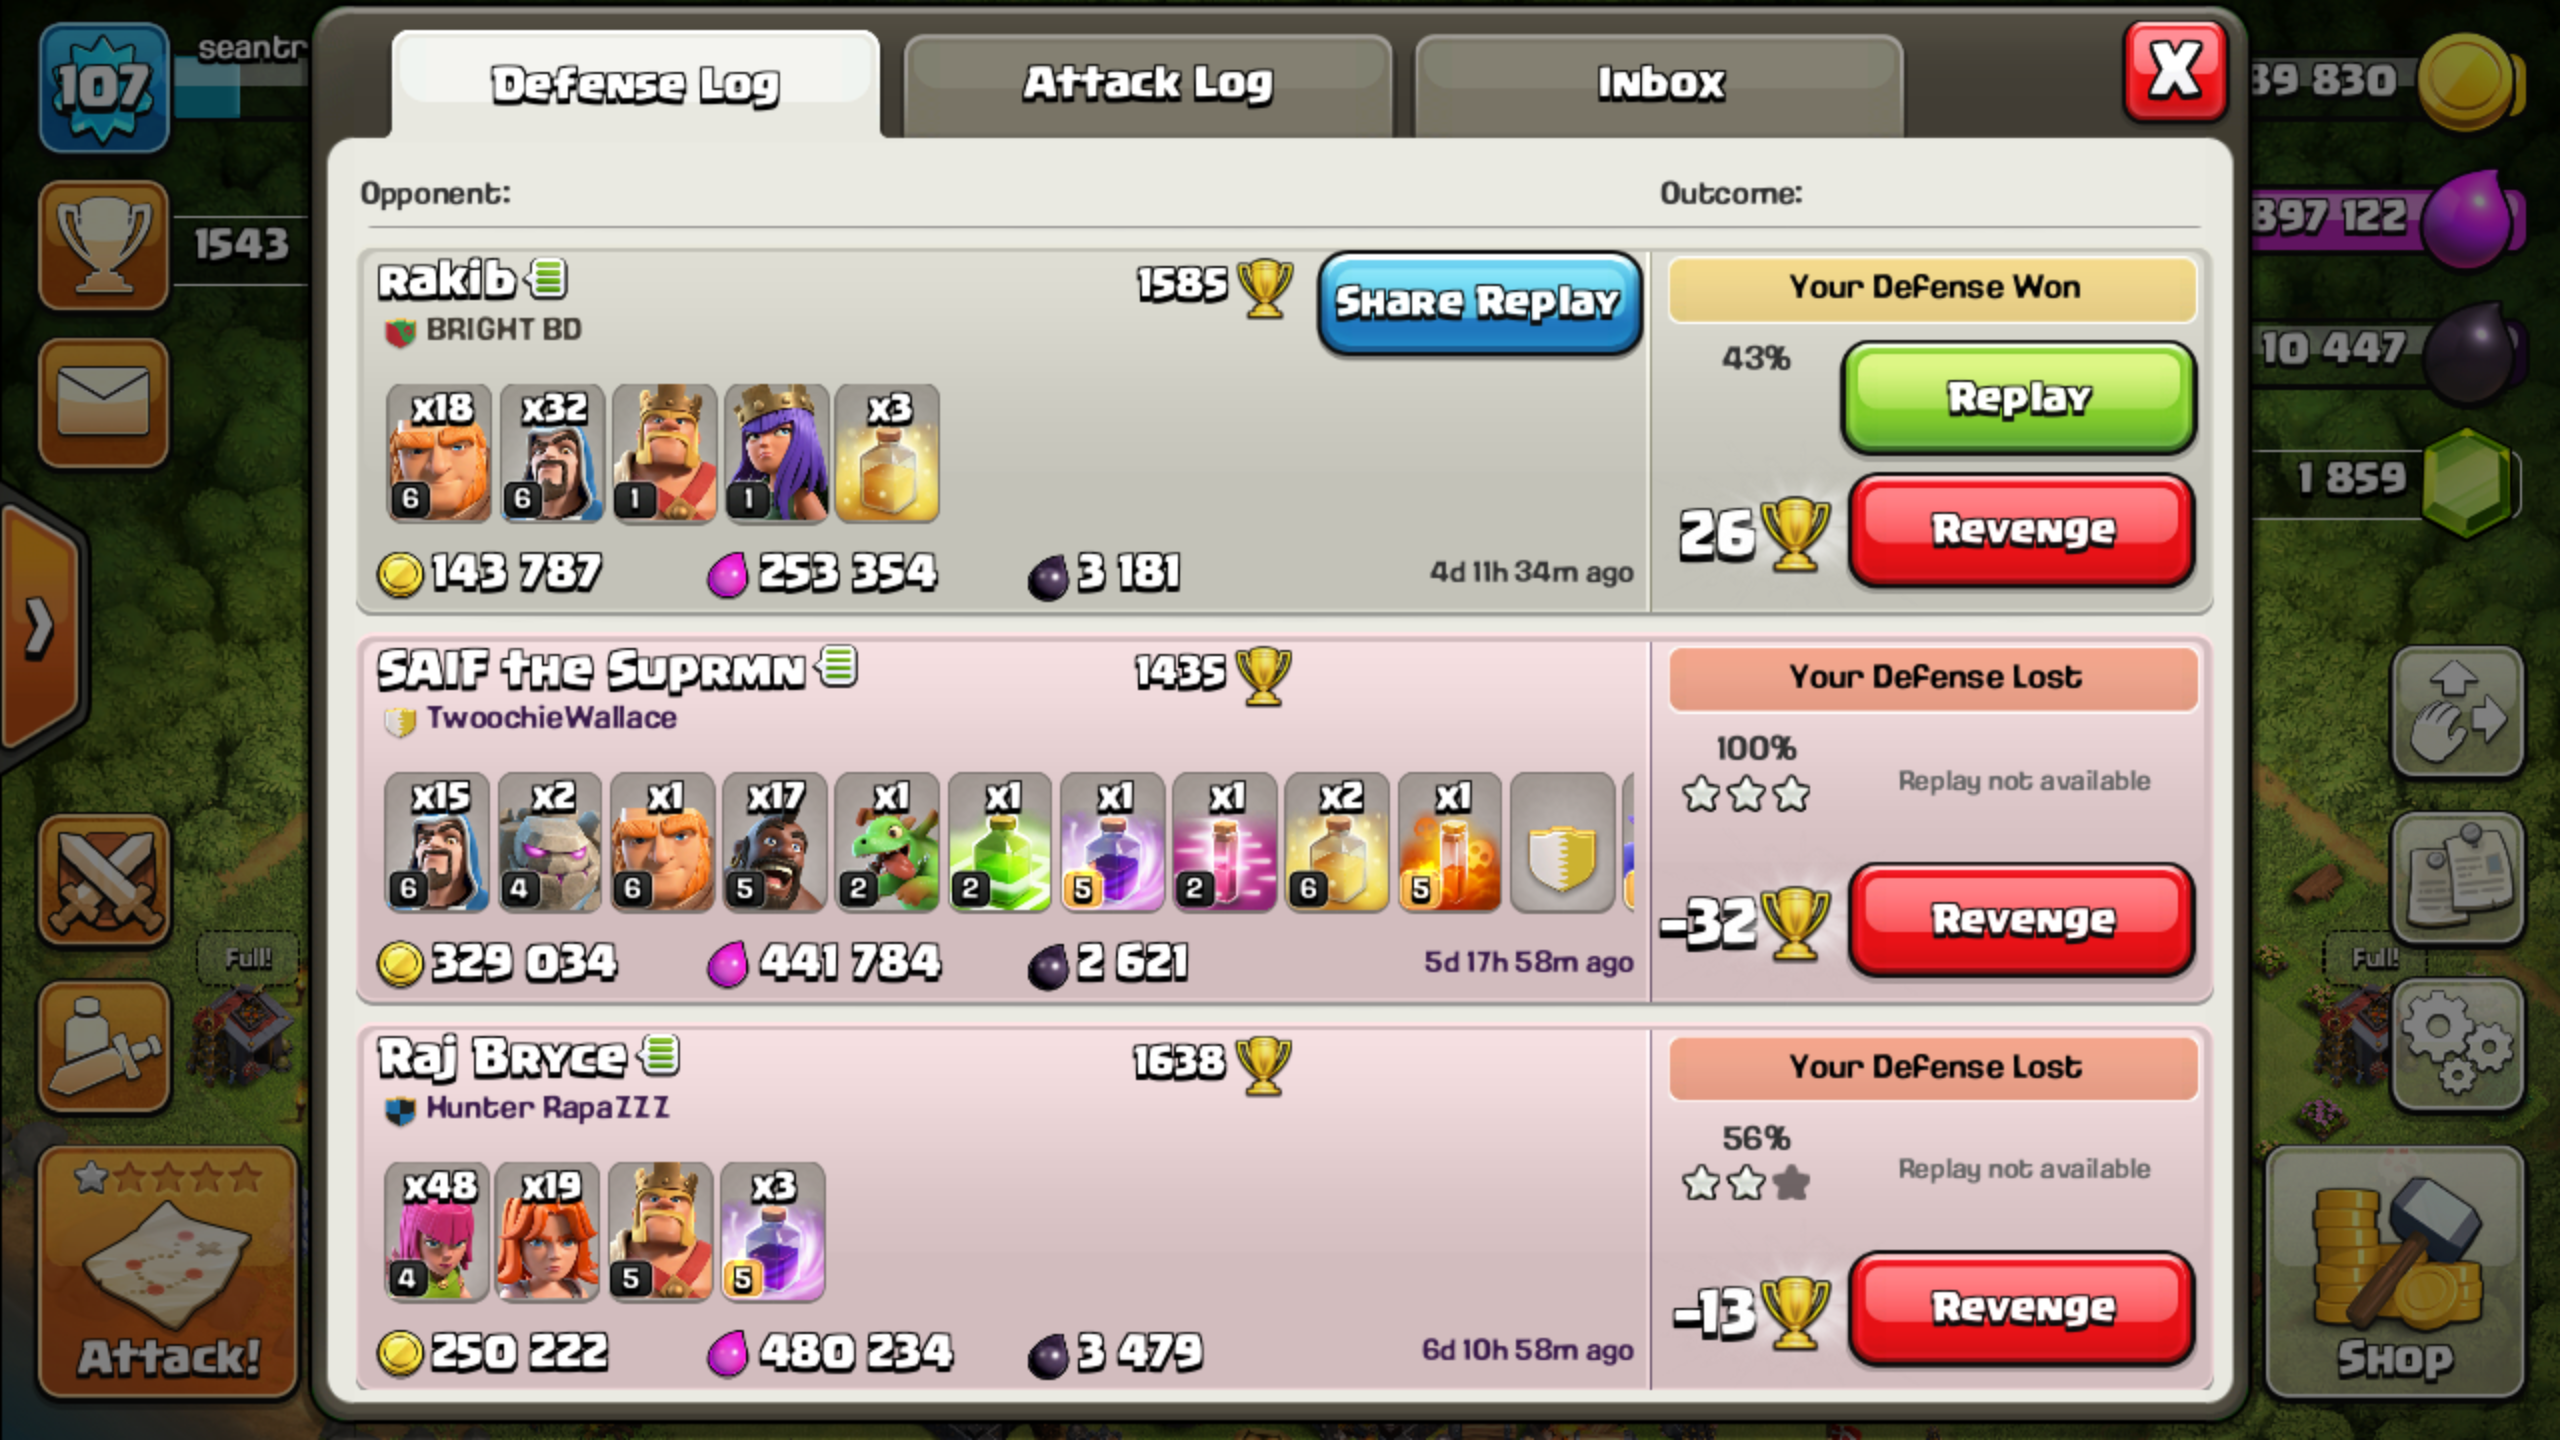 107
seantr
1543
Defense Log
Attack Log
Inbox
X
39 830
897 122
10 447
1 859
Opponent:
Outcome:
Rakib
BRIGHT BD
1585
Share Replay
Your Defense Won
43%
Replay
x18
x32
x3
6
6
1
1
26
Revenge
143 787
253 354
3 181
4d 11h 34m ago
SAIF the Suprmn
TwoochieWallace
1435
Your Defense Lost
100%
Replay not available
x15
x2
x1
x17
x1
x1
x1
x1
x2
x1
6
4
6
5
2
2
5
2
6
5
-32
Revenge
329 034
441 784
2 621
5d 17h 58m ago
Raj Bryce
Hunter RapaZZZ
1638
Your Defense Lost
56%
Replay not available
x48
x19
x3
4
5
5
-13
Revenge
250 222
480 234
3 479
6d 10h 58m ago
Full!
Full!
Attack!
Shop